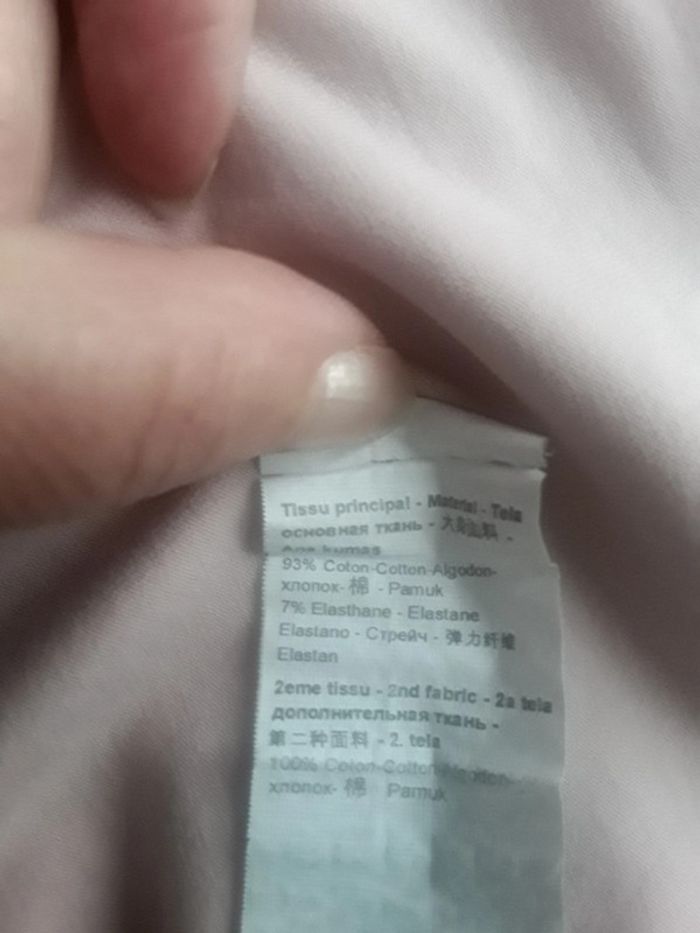 Tissu principal - Material - Tela
основная ткань - 大身面料 -
Ana kumas
93% Coton-Cotton-Algodon-
хлопок- 棉 - Pamuk
7% Elasthane - Elastane
Elastano - Стрейч - 弹力纤维
Elastan
2eme tissu - 2nd fabric - 2a tela
дополнительная ткань -
第二种面料 - 2. tela
100% Coton-Cotton-Algodon-
хлопок- 棉 Pamuk